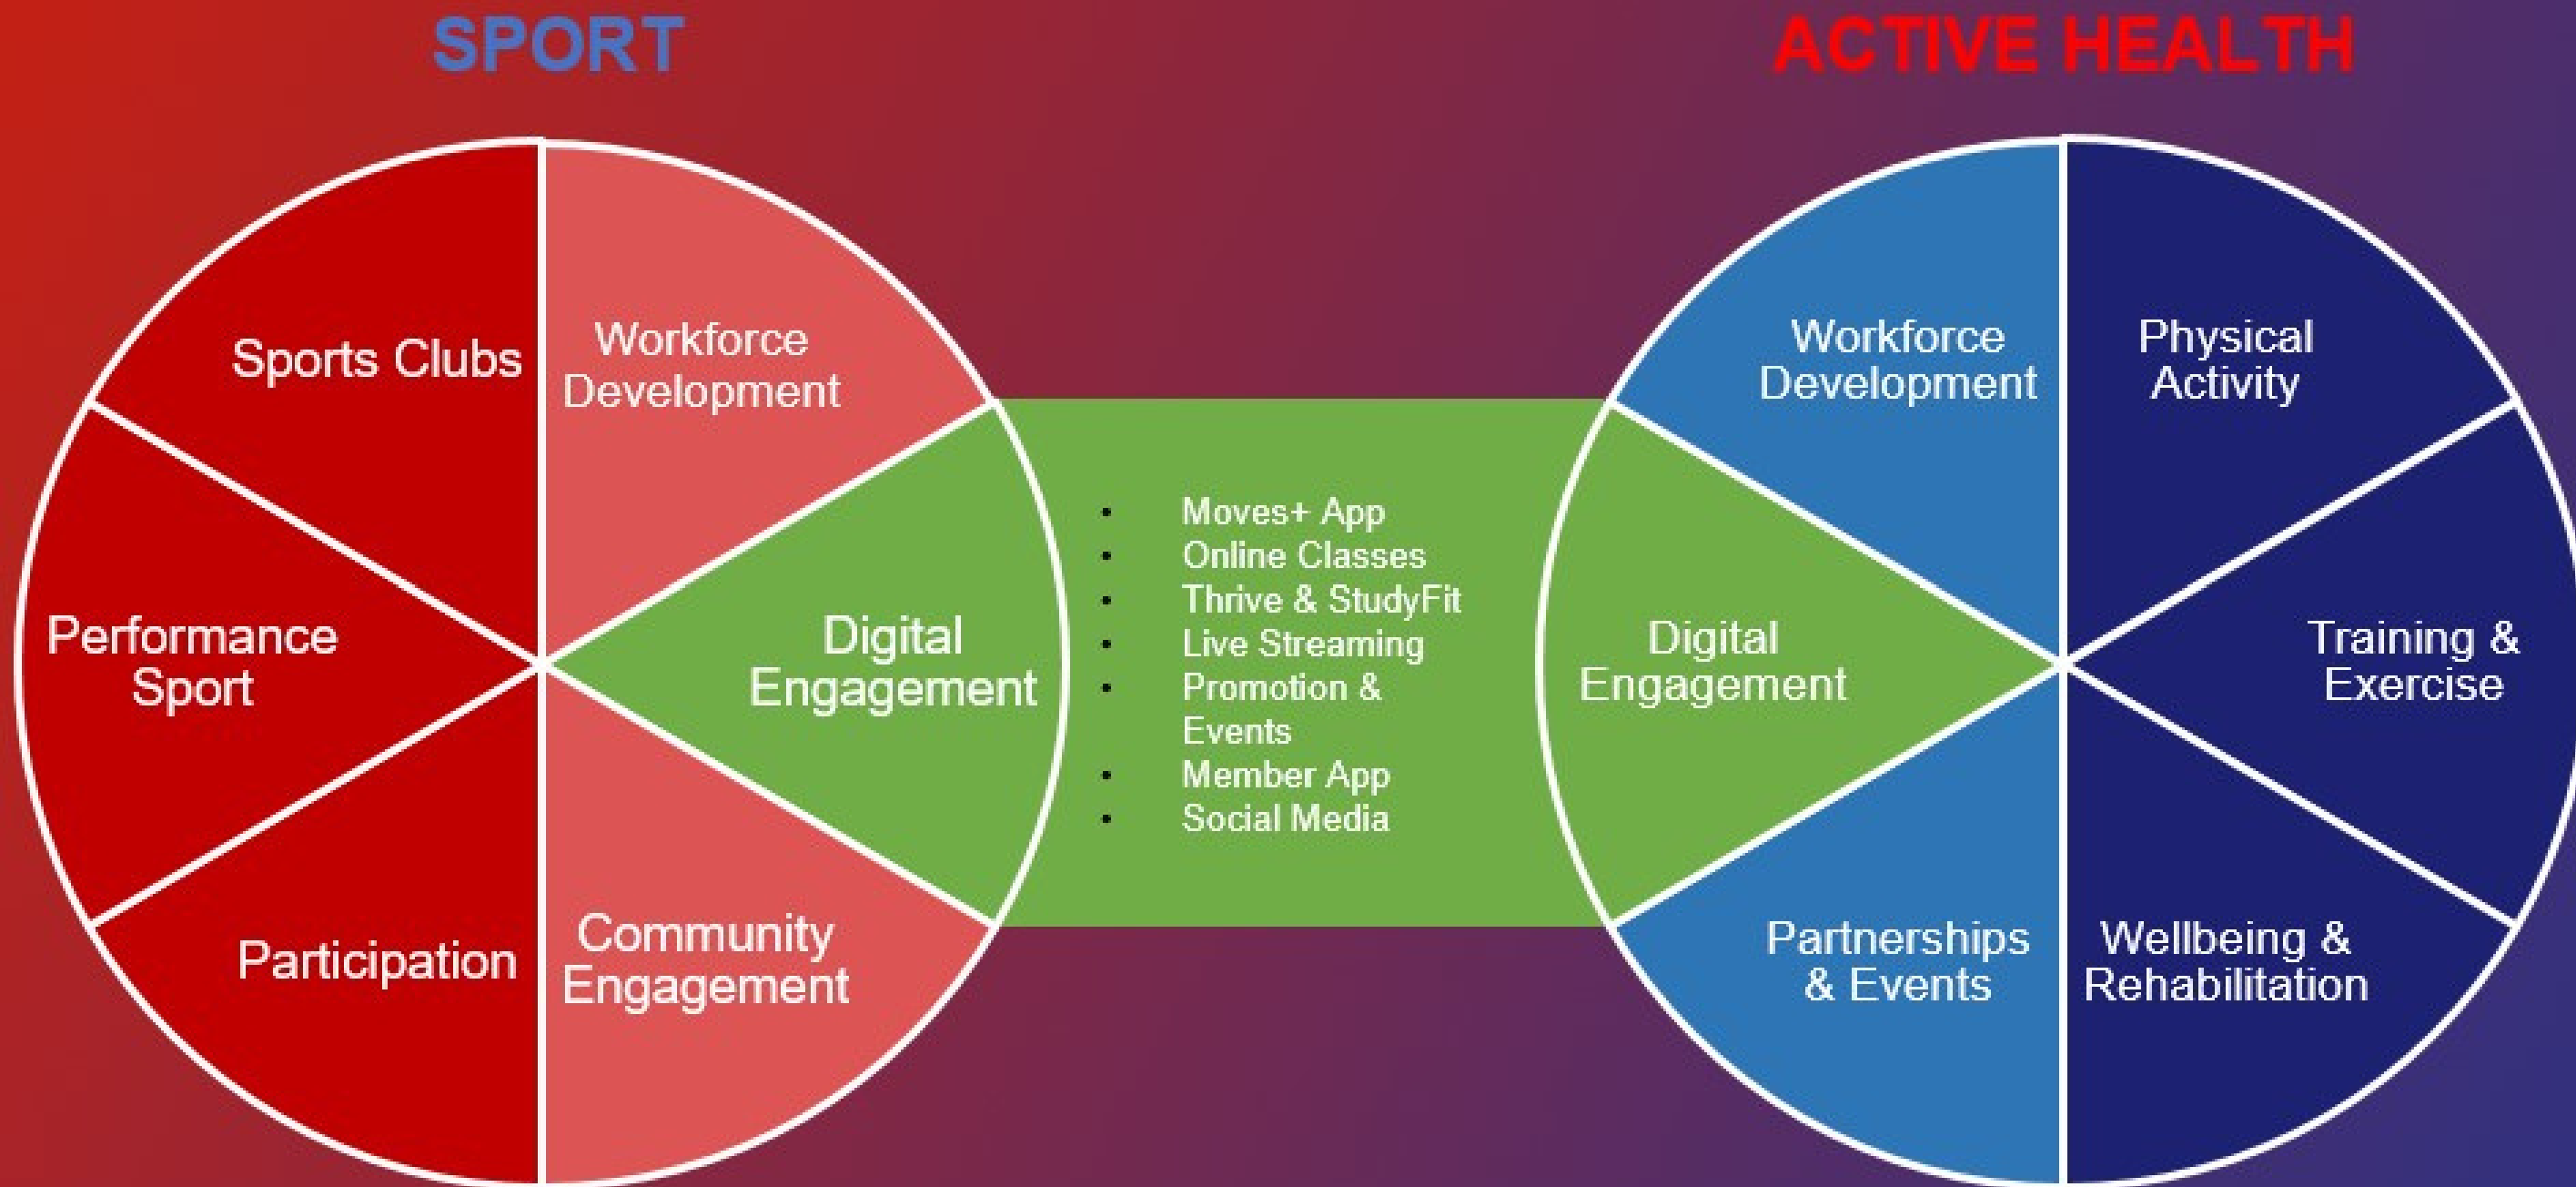 SPORT
ACTIVE HEALTH
Sports Clubs
Workforce
Development
Performance
Sport
Digital
Engagement
Participation
Community
Engagement
• Moves+ App
• Online Classes
• Thrive & StudyFit
• Live Streaming
• Promotion &
Events
• Member App
• Social Media
Workforce
Development
Physical
Activity
Digital
Engagement
Training &
Exercise
Partnerships
& Events
Wellbeing &
Rehabilitation